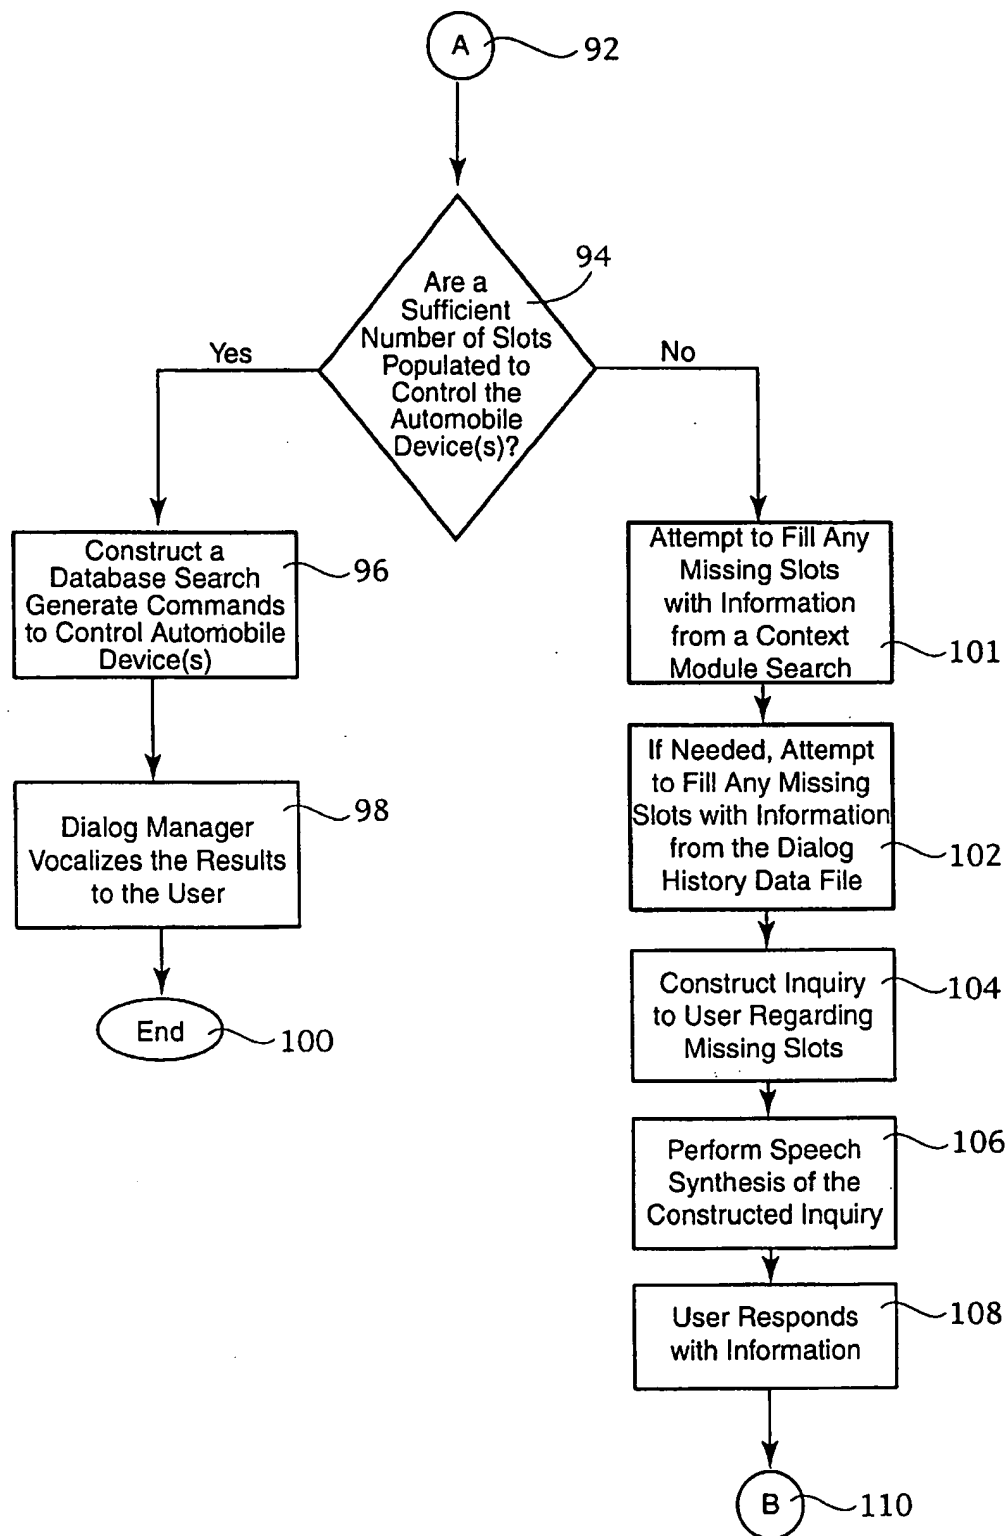 A
92
94
Are a
Sufficient
Number of Slots
Populated to
Control the
Automobile
Device(s)?
Yes
No
Construct a
Database Search
Generate Commands
to Control Automobile
Device(s)
96
Dialog Manager
Vocalizes the Results
to the User
98
End
100
Attempt to Fill Any
Missing Slots
with Information
from a Context
Module Search
101
If Needed, Attempt
to Fill Any Missing
Slots with Information
from the Dialog
History Data File
102
Construct Inquiry
to User Regarding
Missing Slots
104
Perform Speech
Synthesis of the
Constructed Inquiry
106
User Responds
with Information
108
B
110